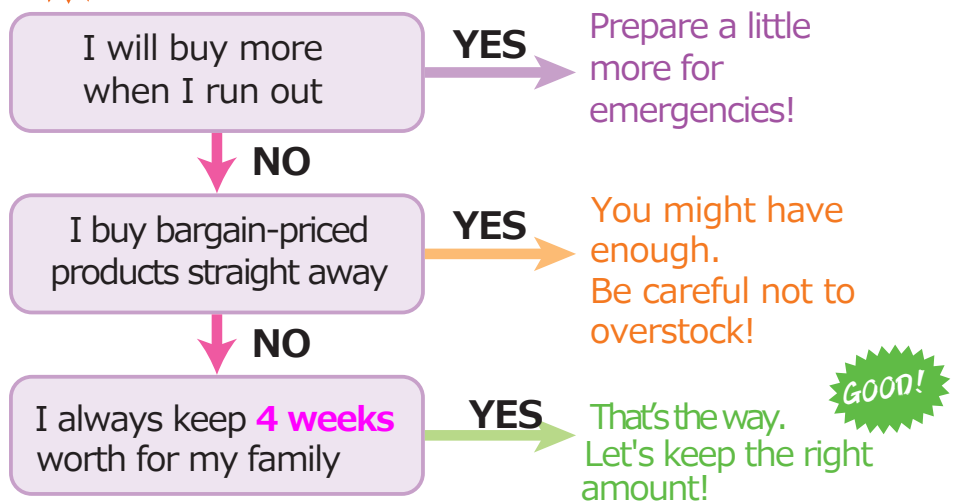 I will buy more
when I run out
YES
Prepare a little
more for
emergencies!
NO
I buy bargain-priced
products straight away
YES
You might have
enough.
Be careful not to
overstock!
NO
I always keep 4 weeks
worth for my family
YES
That's the way.
Let's keep the right
amount!
GOOD!